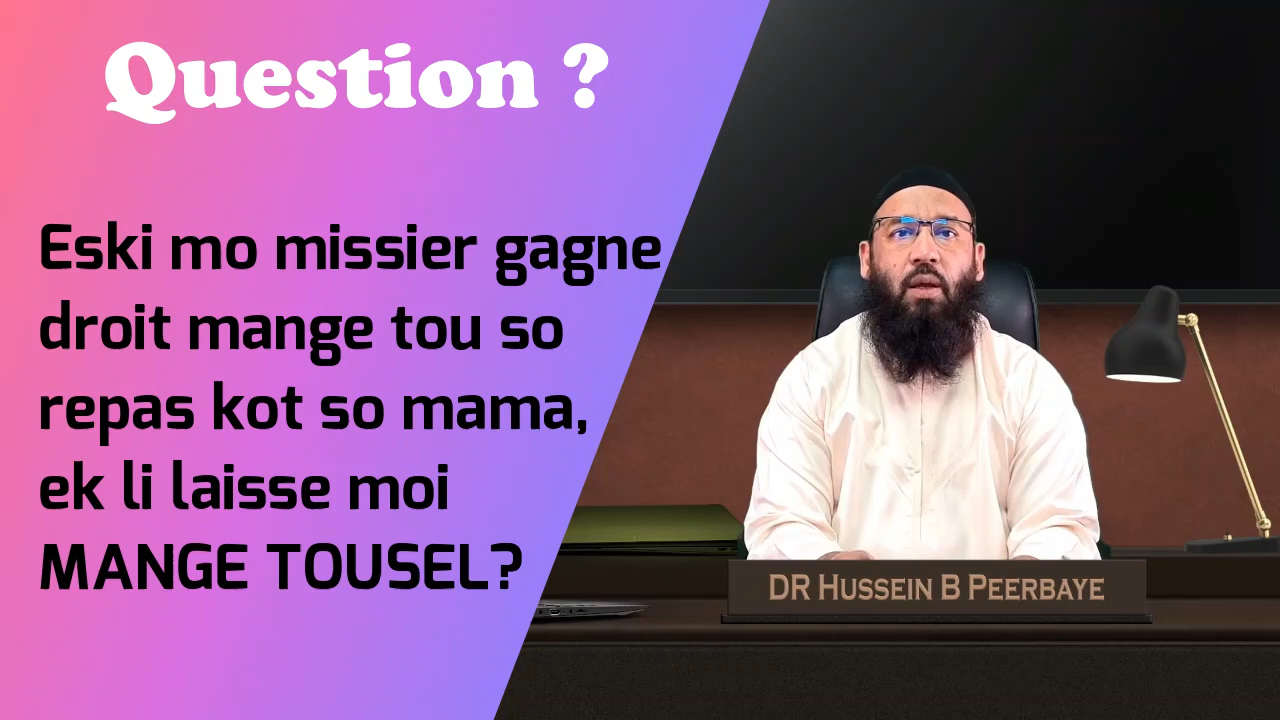 Question ?
Eski mo missier gagne
droit mange tou so
repas kot so mama,
ek li laisse moi
MANGE TOUSEL?
DR HUSSEIN B PEERBAYE